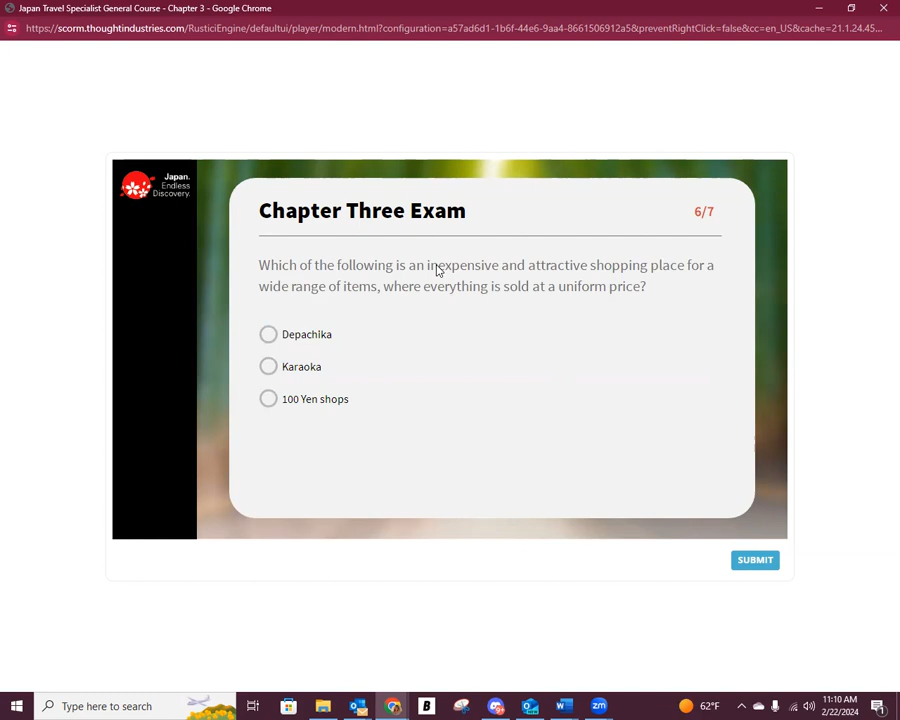 Japan Travel Specialist General Course - Chapter 3 - Google Chrome
https://scorm.thoughtindustries.com/RusticiEngine/defaultui/player/modern.html?configuration=a57ad6d1-1b6f-44e6-9aa4-8661506912a5&preventRightClick=false&cc=en_US&cache=21.1.24.45...
Japan.
Endless
Discovery.
Chapter Three Exam
6/7
Which of the following is an inexpensive and attractive shopping place for a
wide range of items, where everything is sold at a uniform price?
Depachika
Karaoka
100 Yen shops
SUBMIT
Type here to search
B
zm
62°F
11:10 AM
2/22/2024
1